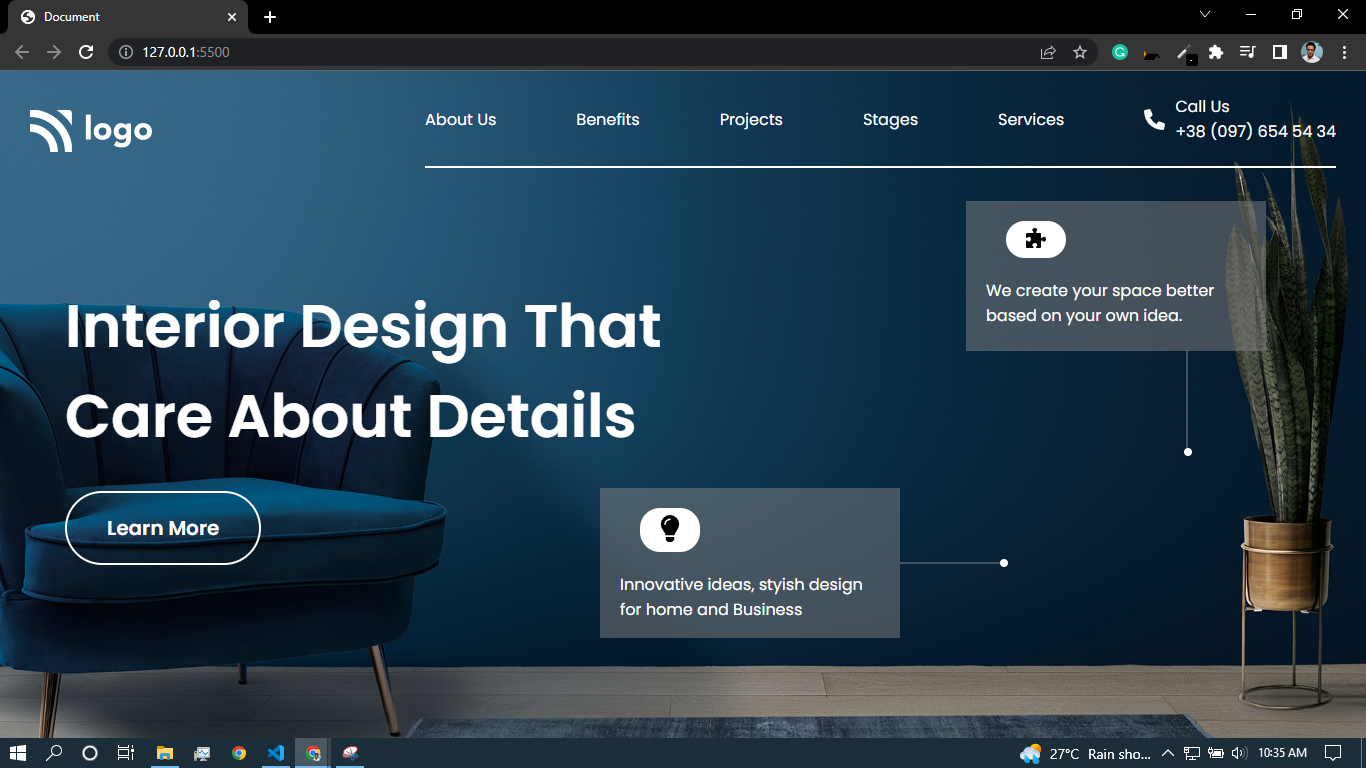 Document
127.0.0.1:5500
logo
About Us
Benefits
Projects
Stages
Services
Call Us
+38 (097) 654 54 34
We create your space better
based on your own idea.
Interior Design That
Care About Details
Learn More
Innovative ideas, styish design
for home and Business
27°C Rain sho...
10:35 AM